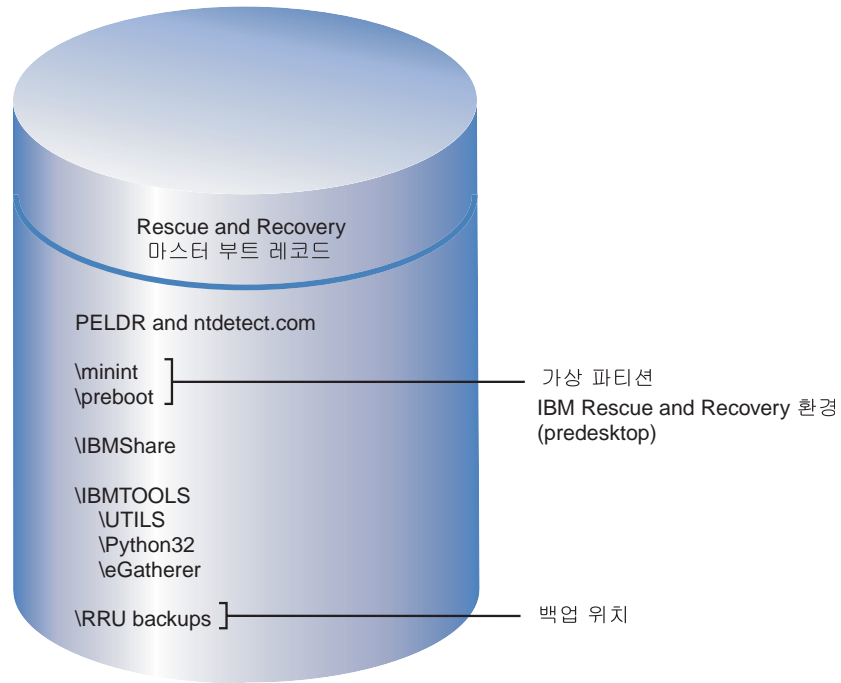 Rescue and Recovery
마스터 부트 레코드
PELDR and ntdetect.com
\minint
\preboot
가상 파티션
IBM Rescue and Recovery 환경
(predesktop)
\IBMShare
\IBMTOOLS
\UTILS
\Python32
\eGatherer
\RRU backups
백업 위치